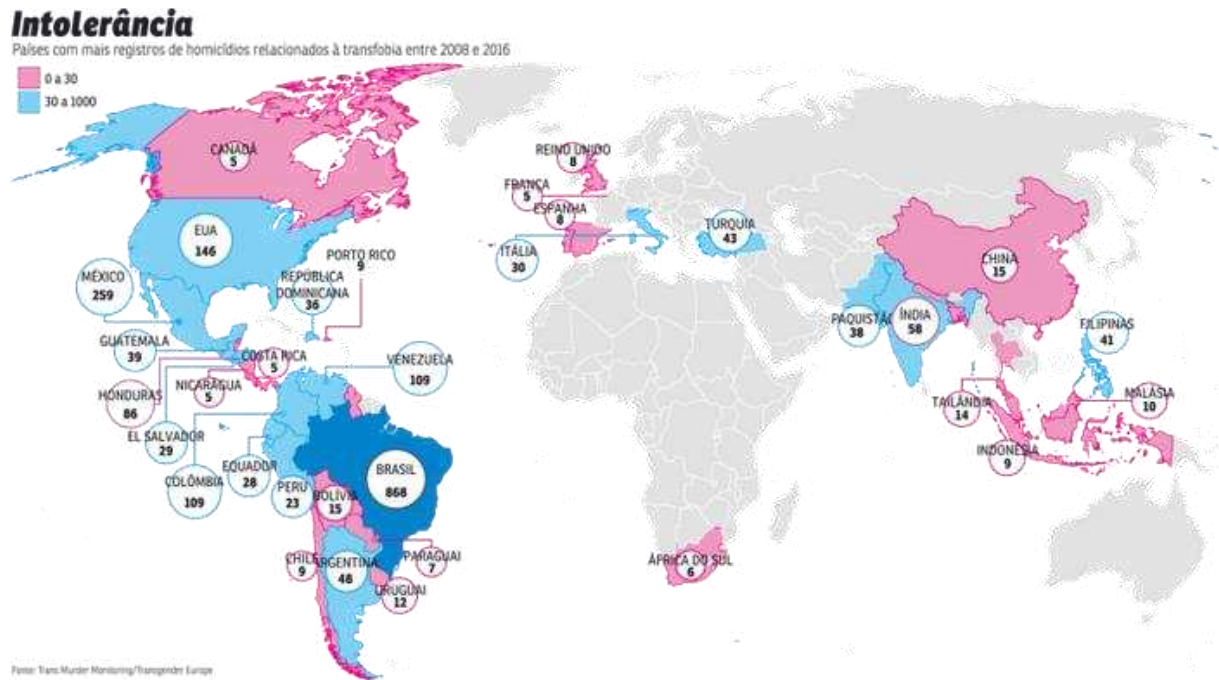 Intolerância
Países com mais registros de homicídios relacionados à transfobia entre 2008 e 2016
0 a 30
30 a 1000
CANADÁ
5
REINO UNIDO
8
FRANÇA
5
ESPANHA
8
ITÁLIA
30
TURQUIA
43
EUA
146
PORTO RICO
9
MÉXICO
259
REPÚBLICA
DOMINICANA
36
CHINA
15
PAQUISTÃ
38
ÍNDIA
58
FILIPINAS
41
GUATEMALA
39
COSTA RICA
5
VENEZUELA
109
NICARÁGUA
5
HONDURAS
86
TAILÂNDIA
14
MALÁSIA
10
EL SALVADOR
29
INDONÉSIA
9
COLÔMBIA
109
EQUADOR
28
PERU
23
BOLÍVIA
15
BRASIL
868
CHILE
9
ARGENTINA
PARAGUAI
7
URUGUAI
12
ÁFRICA DO SUL
6
Fonte: Trans Murder Monitoring/Transgender Europe